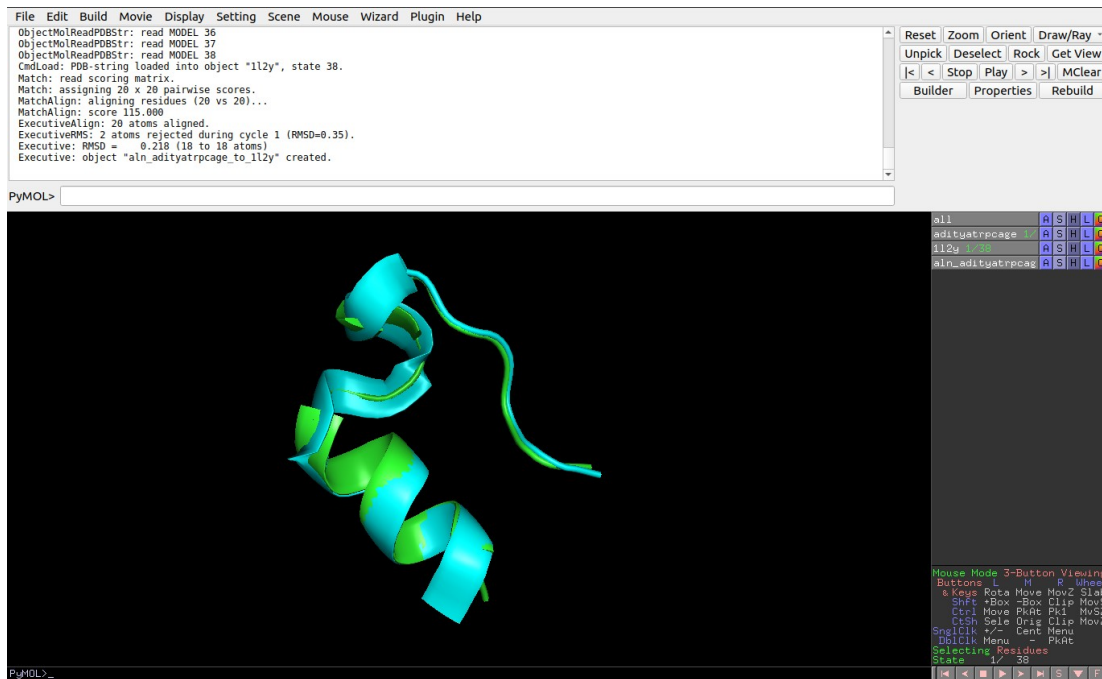 File Edit Build Movie Display Setting Scene Mouse Wizard Plugin Help
ObjectMolReadPDBStr: read MODEL 36
ObjectMolReadPDBStr: read MODEL 37
ObjectMolReadPDBStr: read MODEL 38
CmdLoad: PDB-string loaded into object "1l2y", state 38.
Match: read scoring matrix.
Match: assigning 20 x 20 pairwise scores.
MatchAlign: aligning residues (20 vs 20)...
MatchAlign: score 115.000
ExecutiveAlign: 20 atoms aligned.
ExecutiveRMS: 2 atoms rejected during cycle 1 (RMSD=0.35).
Executive: RMSD = 0.218 (18 to 18 atoms)
Executive: object "aln_adityatrpcage_to_1l2y" created.
Reset Zoom Orient Draw/Ray
Unpick Deselect Rock Get View
|< < Stop Play > >| MClear
Builder Properties Rebuild
PyMOL>
all A S H L C
adityatrpcage 1/ A S H L C
1l2y 1/38 A S H L C
aln_adityatrpcag A S H L C
Mouse Mode 3-Button Viewing
Buttons L M R Wheel
& Keys Rota Move MovZ Slab
Shft +Box -Box Clip MovS
Ctrl Move PkAt Pk1 MvSZ
CtSh Sele Orig Clip MovZ
SnglClk +/- Cent Menu
DblClk Menu - PkAt
Selecting Residues
State 1/ 38
PyMOL>_
S F